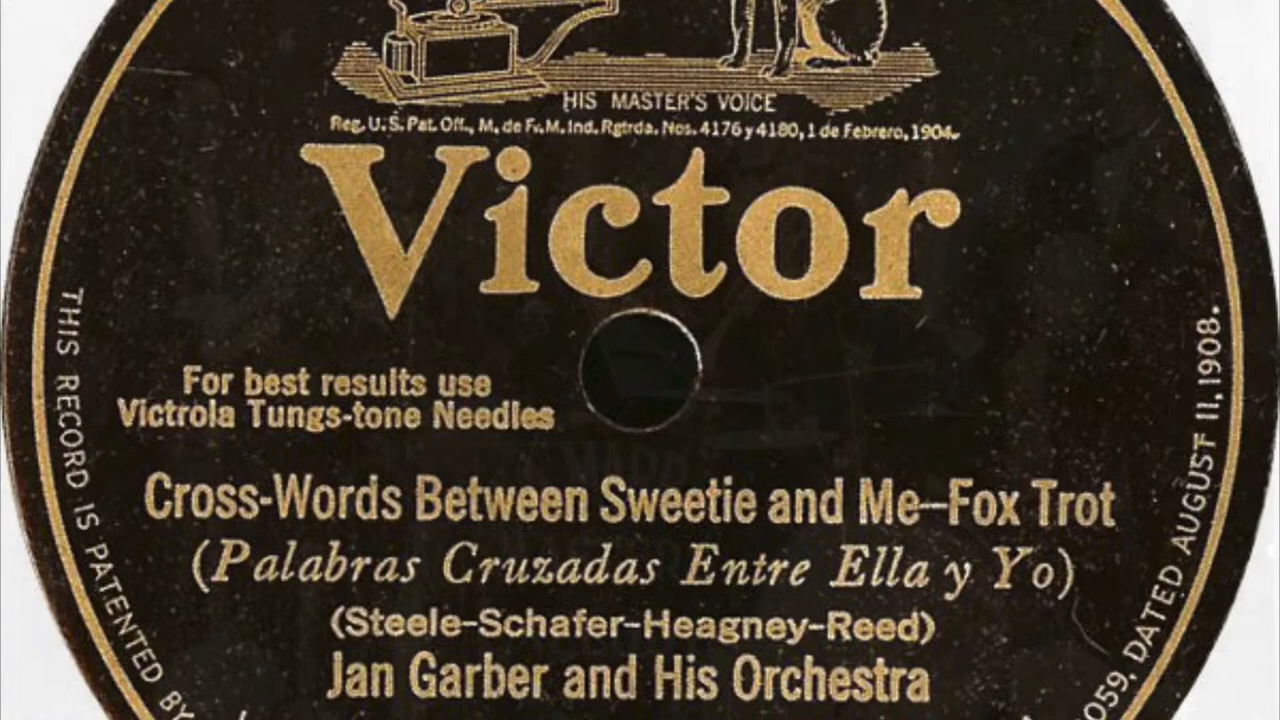 HIS MASTER'S VOICE
Reg. U.S. Pat. Off., M. de F. M. Ind. Rgtrda. Nos. 4176 y 4180, 1 de Febrero, 1904.
Victor
For best results use
Victrola Tungs-tone Needles
Cross-Words Between Sweetie and Me—Fox Trot
(Palabras Cruzadas Entre Ella y Yo)
(Steele-Schafer-Heagney-Reed)
Jan Garber and His Orchestra
THIS RECORD IS PATENTED BY
059, DATED AUGUST 11, 1908.